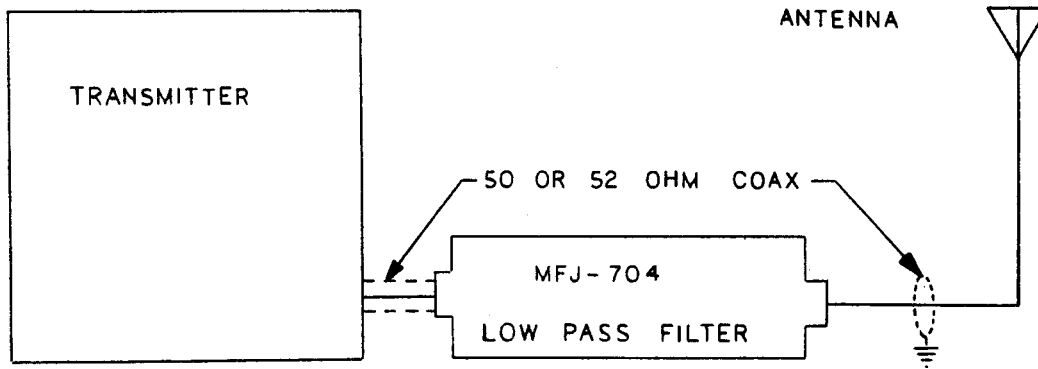 ANTENNA
TRANSMITTER
50 OR 52 OHM COAX
MFJ-704
LOW PASS FILTER